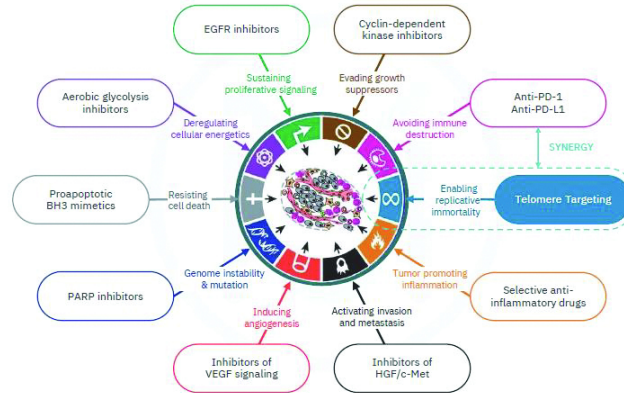 EGFR inhibitors
Cyclin-dependent
kinase inhibitors
Sustaining
proliferative signaling
Evading growth
suppressors
Aerobic glycolysis
inhibitors
Deregulating
cellular energetics
Avoiding immune
destruction
Anti-PD-1
Anti-PD-L1
SYNERGY
Proapoptotic
BH3 mimetics
Resisting
cell death
Enabling
replicative
immortality
Telomere Targeting
PARP inhibitors
Genome instability
& mutation
Tumor promoting
inflammation
Selective anti-
inflammatory drugs
Inducing
angiogenesis
Activating invasion
and metastasis
Inhibitors of
VEGF signaling
Inhibitors of
HGF/c-Met